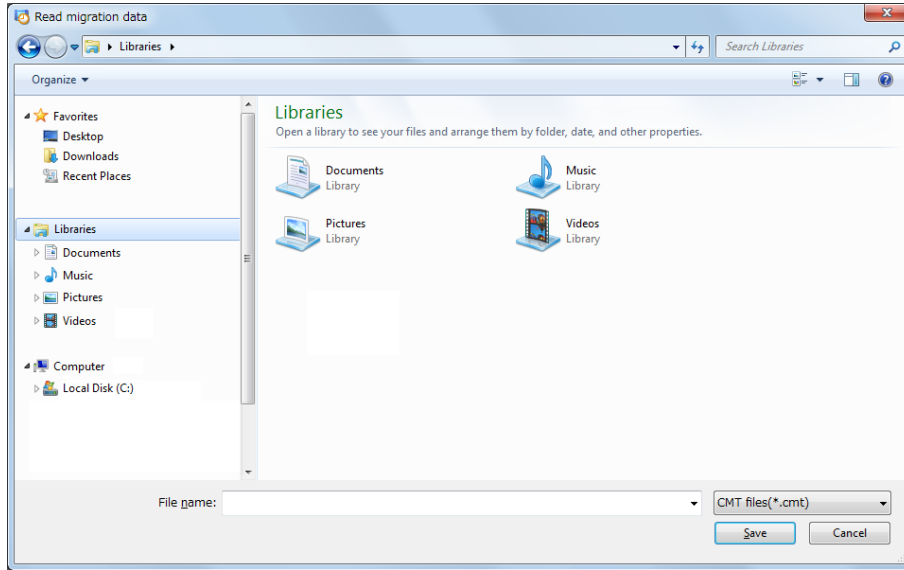 Read migration data
Libraries
Search Libraries
Organize
Favorites
Desktop
Downloads
Recent Places
Libraries
Documents
Music
Pictures
Videos
Computer
Local Disk (C:)
Libraries
Open a library to see your files and arrange them by folder, date, and other properties.
Documents
Library
Music
Library
Pictures
Library
Videos
Library
File name:
CMT files(*.cmt)
Save
Cancel